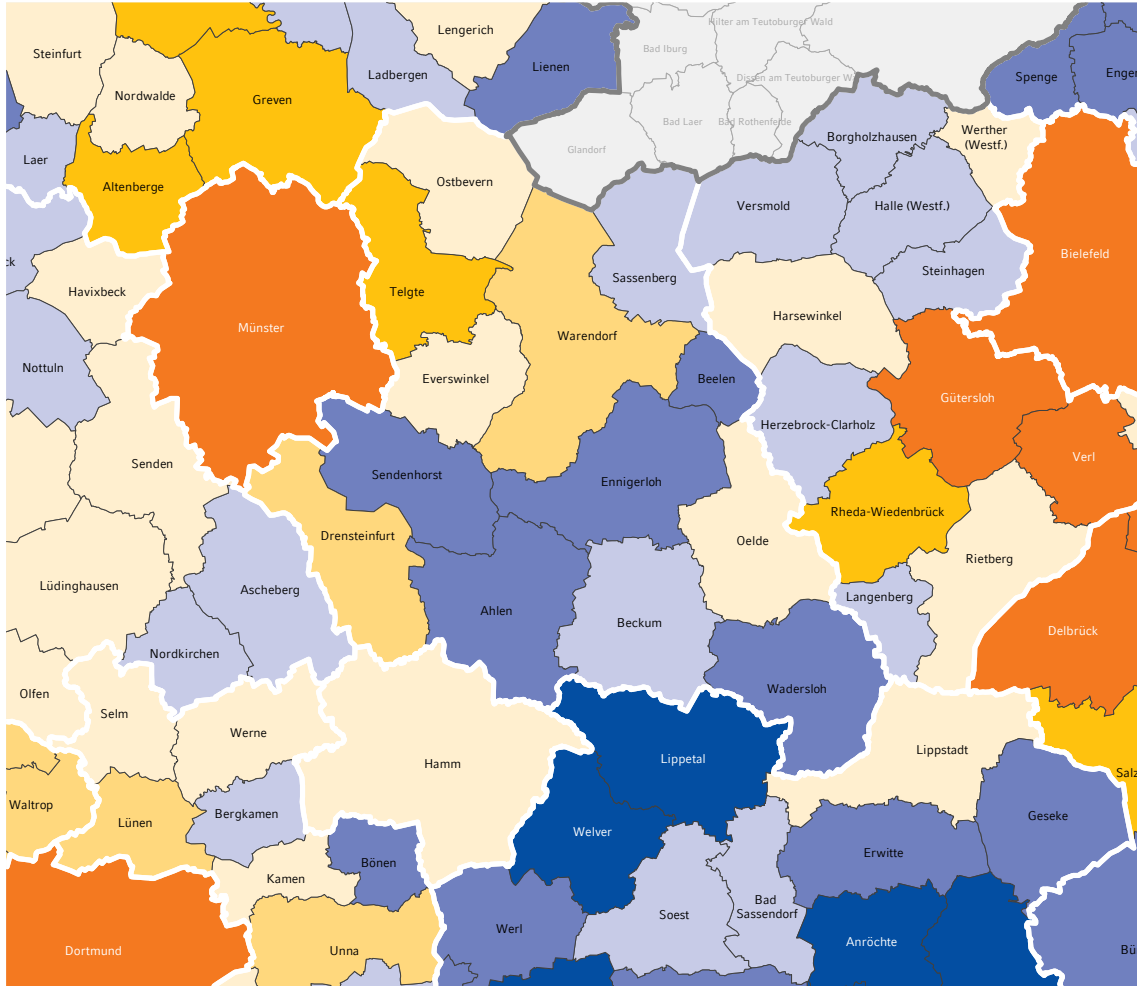 Hilter am Teutoburger Wald
Lengerich
Bad Iburg
Steinfurt
Lienen
Ladbergen
Dissen am Teutoburger W
Spenge
Enger
Nordwalde
Greven
Bad Laer
Bad Rothenfelde
Borgholzhausen
Werther
(Westf.)
Glandorf
Laer
Altenberge
Ostbevern
Versmold
Halle (Westf.)
Bielefeld
ck
Sassenberg
Steinhagen
Havixbeck
Telgte
Harsewinkel
Münster
Warendorf
Nottuln
Everswinkel
Beelen
Gütersloh
Herzebrock-Clarholz
Verl
Senden
Sendenhorst
Ennigerloh
Rheda-Wiedenbrück
Drensteinfurt
Oelde
Rietberg
Lüdinghausen
Ascheberg
Langenberg
Ahlen
Beckum
Delbrück
Nordkirchen
Wadersloh
Olfen
Selm
Werne
Lippstadt
Hamm
Lippetal
Salz
Waltrop
Lünen
Bergkamen
Geseke
Welver
Erwitte
Bönen
Kamen
Bad
Sassendorf
Soest
Werl
Anröchte
Dortmund
Unna
Bü